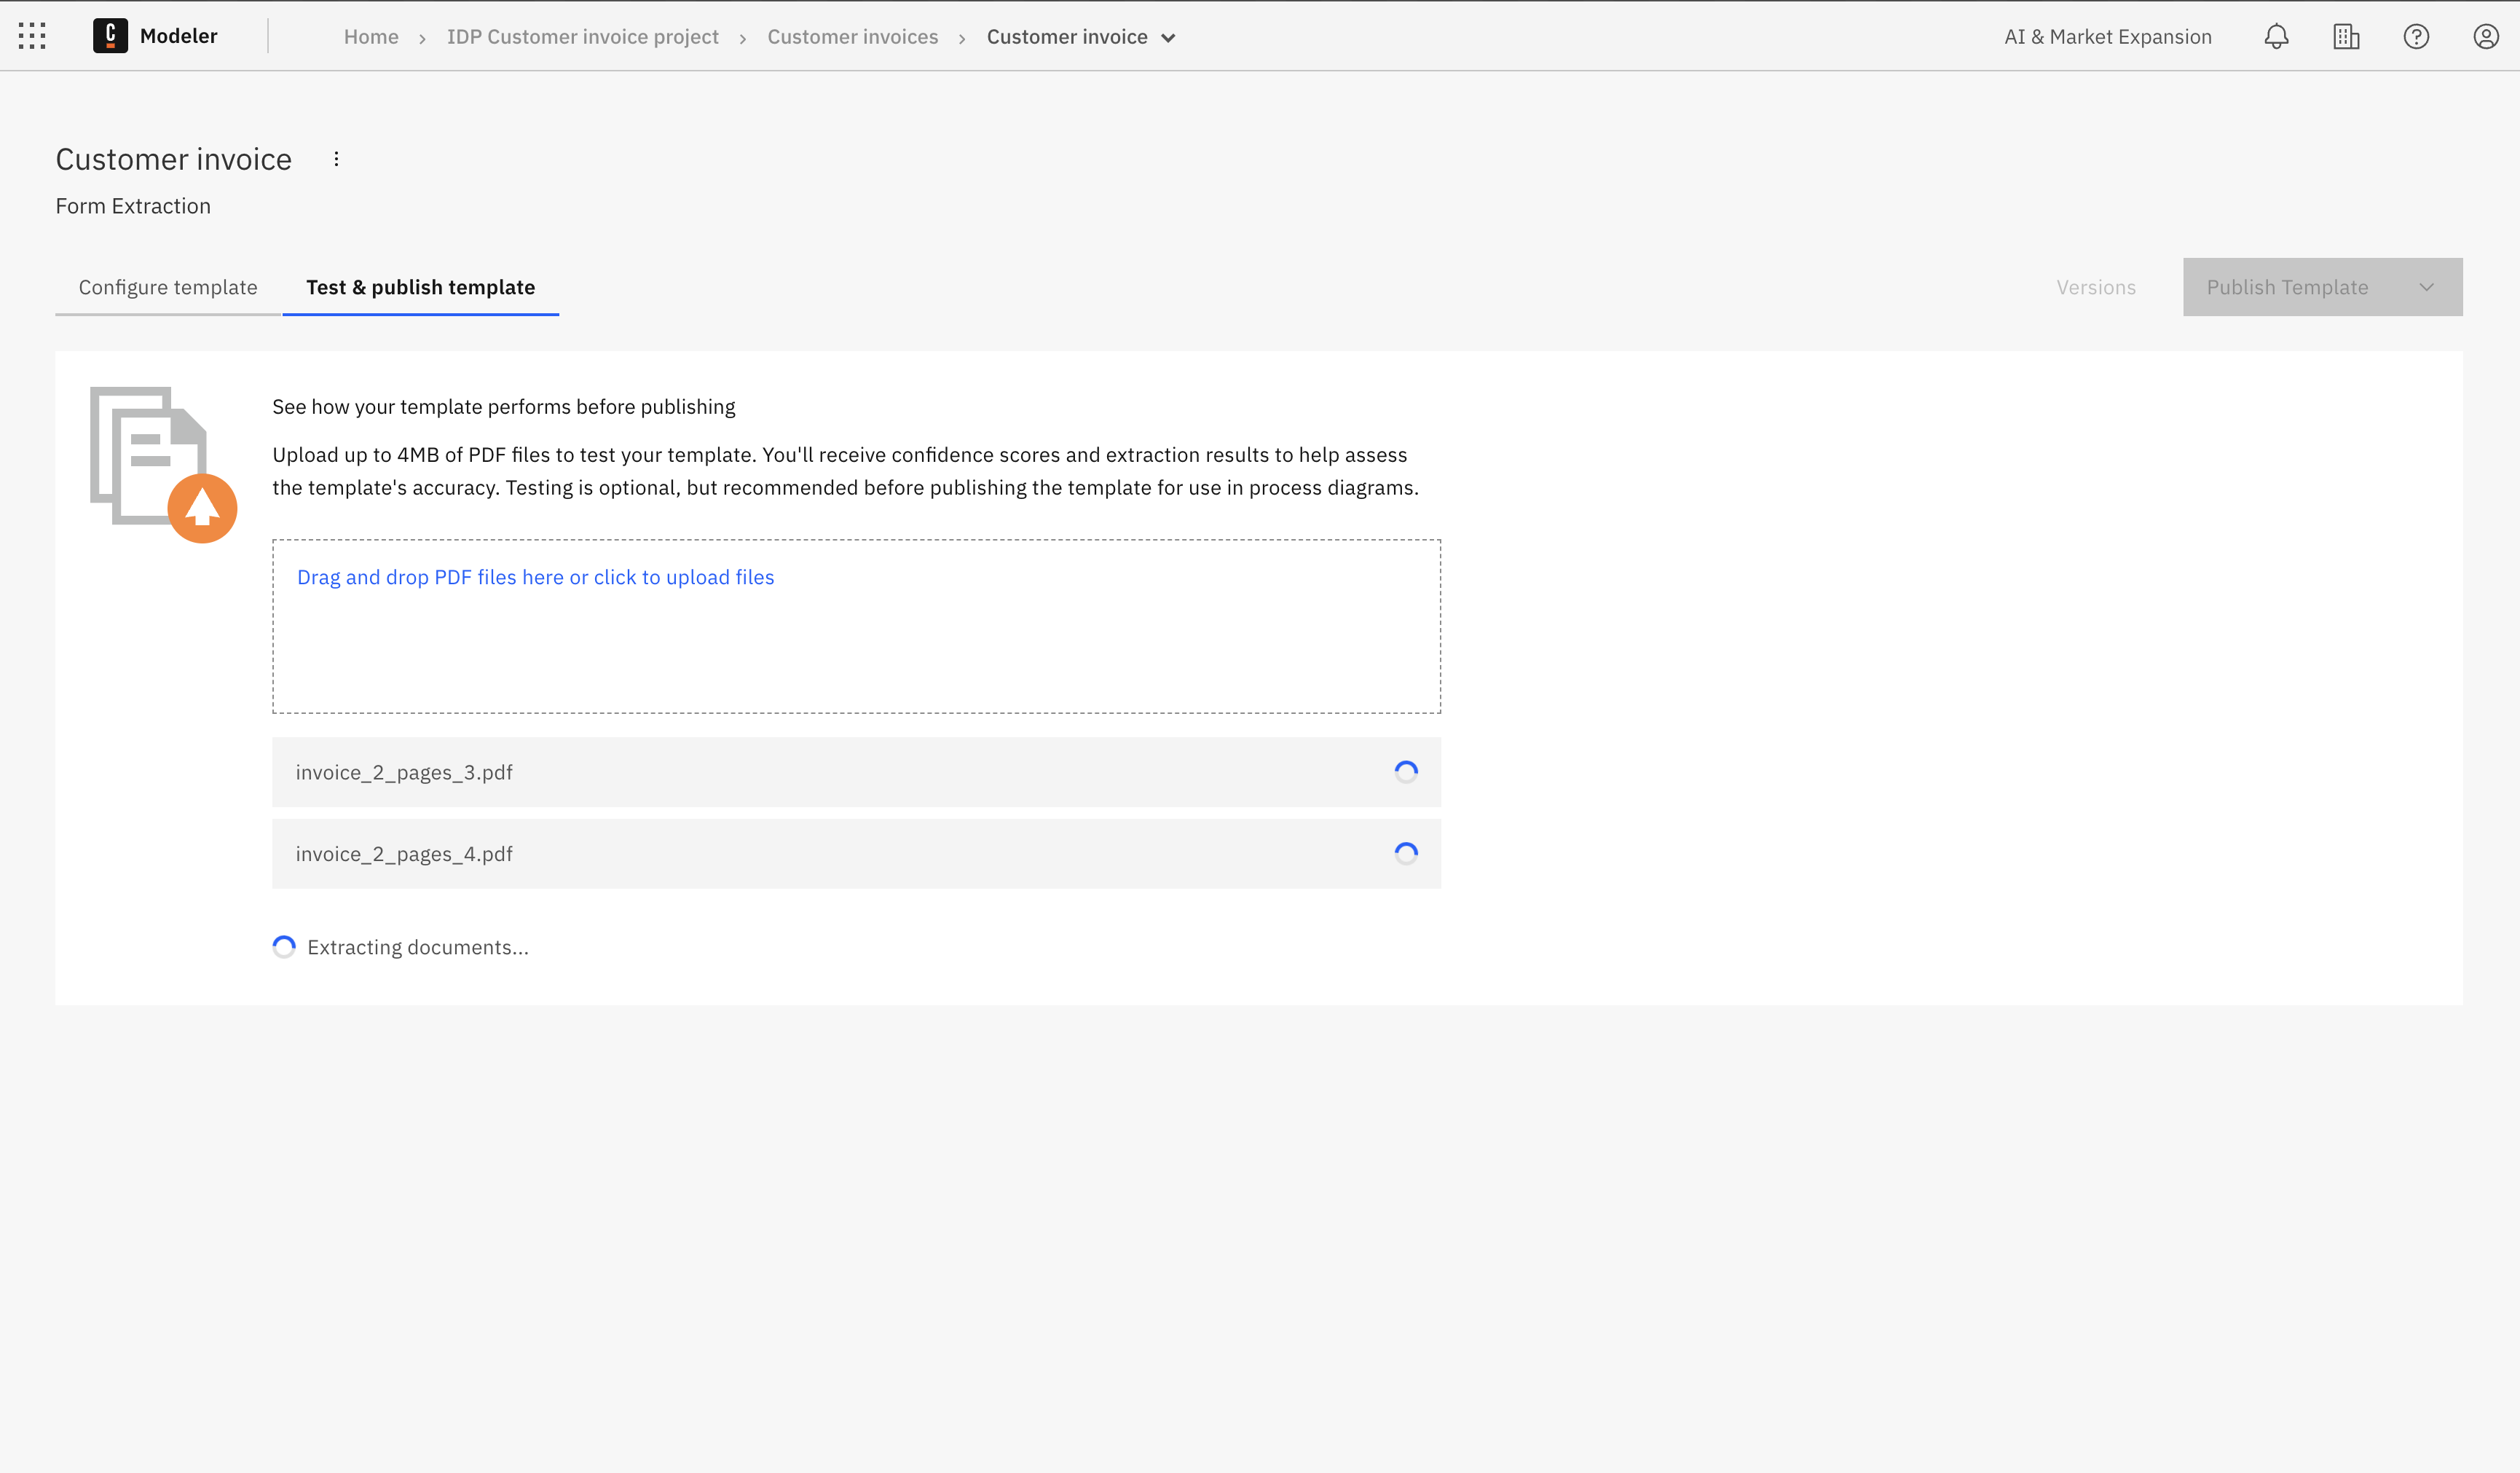 Modeler
Home > IDP Customer invoice project > Customer invoices > Customer invoice
AI & Market Expansion
Customer invoice
Form Extraction
Configure template
Test & publish template
Versions
Publish Template
See how your template performs before publishing
Upload up to 4MB of PDF files to test your template. You'll receive confidence scores and extraction results to help assess
the template's accuracy. Testing is optional, but recommended before publishing the template for use in process diagrams.
Drag and drop PDF files here or click to upload files
invoice_2_pages_3.pdf
invoice_2_pages_4.pdf
Extracting documents...